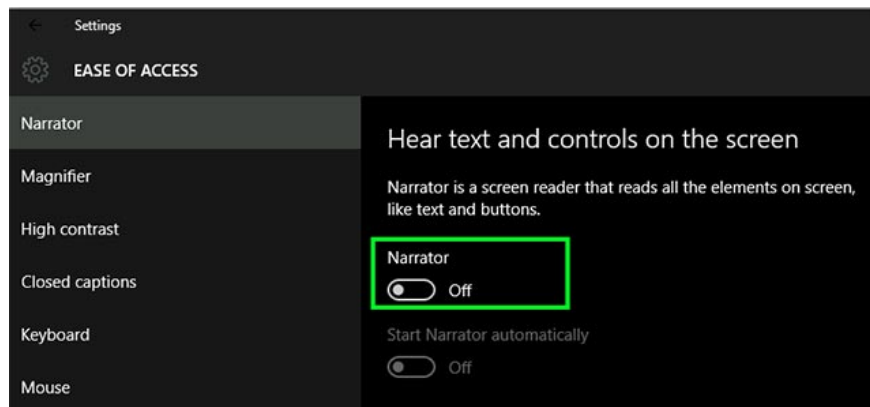 Settings
EASE OF ACCESS
Narrator
Magnifier
High contrast
Closed captions
Keyboard
Mouse
Hear text and controls on the screen
Narrator is a screen reader that reads all the elements on screen,
like text and buttons.
Narrator
Off
Start Narrator automatically
Off